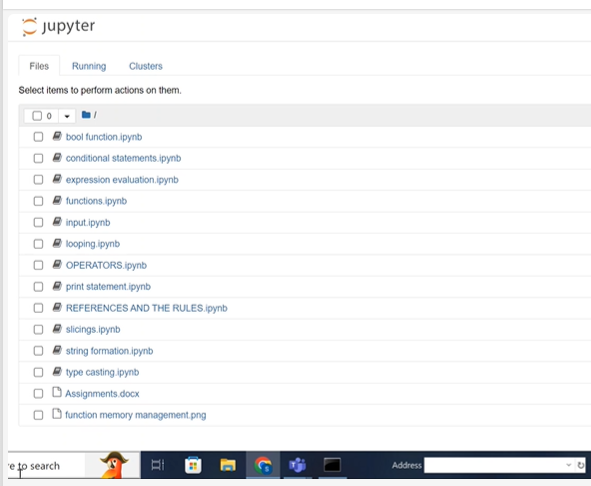 jupyter
Files Running Clusters
Select items to perform actions on them.
0 /
bool function.ipynb
conditional statements.ipynb
expression evaluation.ipynb
functions.ipynb
input.ipynb
looping.ipynb
OPERATORS.ipynb
print statement.ipynb
REFERENCES AND THE RULES.ipynb
slicings.ipynb
string formation.ipynb
type casting.ipynb
Assignments.docx
function memory management.png
e to search Address